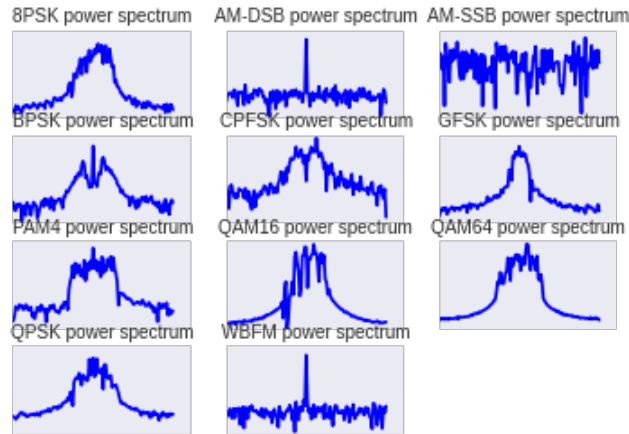 8PSK power spectrum
AM-DSB power spectrum
AM-SSB power spectrum
BPSK power spectrum
CPFSK power spectrum
GFSK power spectrum
PAM4 power spectrum
QAM16 power spectrum
QAM64 power spectrum
QPSK power spectrum
WBFM power spectrum